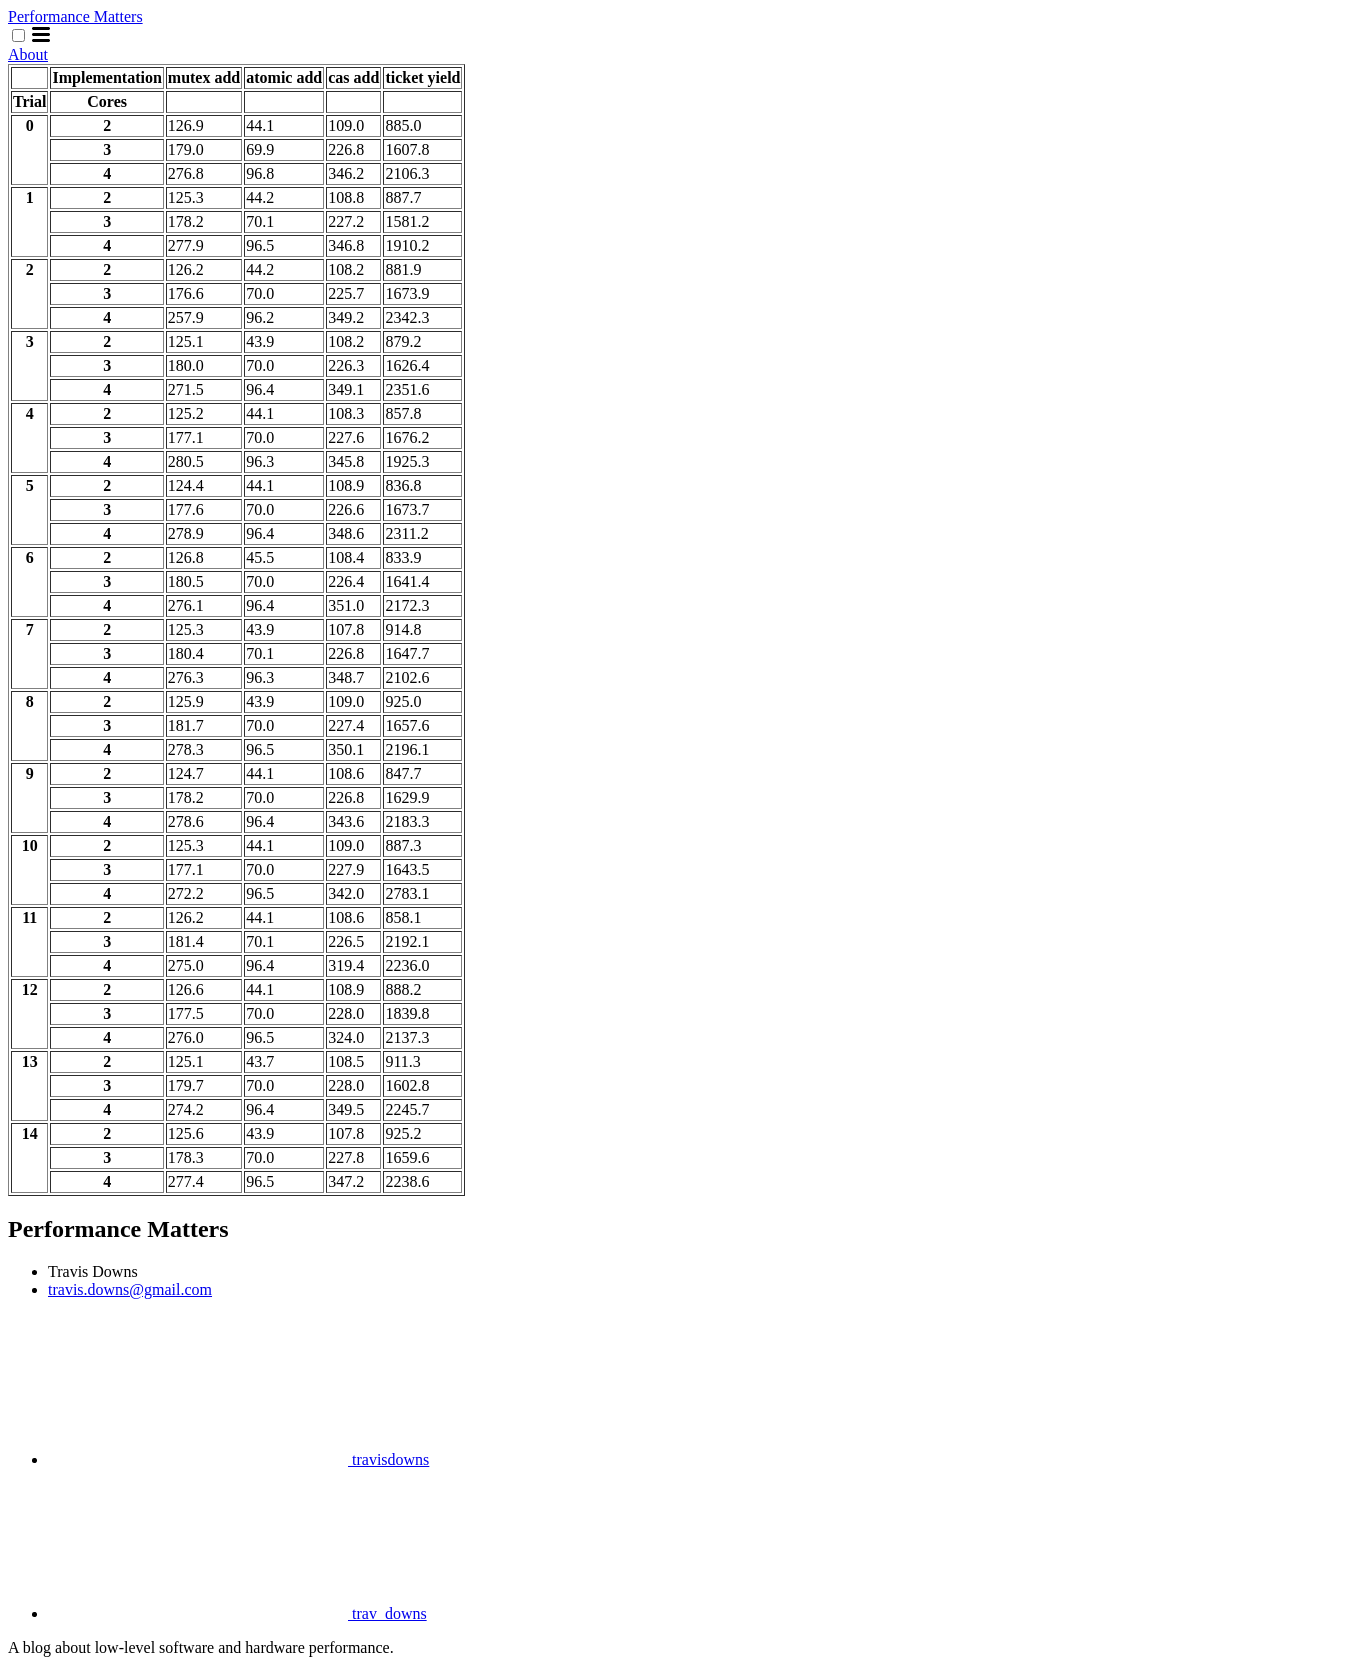 Performance Matters
About
Implementation mutex add atomic add cas add ticket yield
Trial Cores
0 2 126.9 44.1 109.0 885.0
3 179.0 69.9 226.8 1607.8
4 276.8 96.8 346.2 2106.3
1 2 125.3 44.2 108.8 887.7
3 178.2 70.1 227.2 1581.2
4 277.9 96.5 346.8 1910.2
2 2 126.2 44.2 108.2 881.9
3 176.6 70.0 225.7 1673.9
4 257.9 96.2 349.2 2342.3
3 2 125.1 43.9 108.2 879.2
3 180.0 70.0 226.3 1626.4
4 271.5 96.4 349.1 2351.6
4 2 125.2 44.1 108.3 857.8
3 177.1 70.0 227.6 1676.2
4 280.5 96.3 345.8 1925.3
5 2 124.4 44.1 108.9 836.8
3 177.6 70.0 226.6 1673.7
4 278.9 96.4 348.6 2311.2
6 2 126.8 45.5 108.4 833.9
3 180.5 70.0 226.4 1641.4
4 276.1 96.4 351.0 2172.3
7 2 125.3 43.9 107.8 914.8
3 180.4 70.1 226.8 1647.7
4 276.3 96.3 348.7 2102.6
8 2 125.9 43.9 109.0 925.0
3 181.7 70.0 227.4 1657.6
4 278.3 96.5 350.1 2196.1
9 2 124.7 44.1 108.6 847.7
3 178.2 70.0 226.8 1629.9
4 278.6 96.4 343.6 2183.3
10 2 125.3 44.1 109.0 887.3
3 177.1 70.0 227.9 1643.5
4 272.2 96.5 342.0 2783.1
11 2 126.2 44.1 108.6 858.1
3 181.4 70.1 226.5 2192.1
4 275.0 96.4 319.4 2236.0
12 2 126.6 44.1 108.9 888.2
3 177.5 70.0 228.0 1839.8
4 276.0 96.5 324.0 2137.3
13 2 125.1 43.7 108.5 911.3
3 179.7 70.0 228.0 1602.8
4 274.2 96.4 349.5 2245.7
14 2 125.6 43.9 107.8 925.2
3 178.3 70.0 227.8 1659.6
4 277.4 96.5 347.2 2238.6
Performance Matters
Travis Downs
travis.downs@gmail.com
travisdowns
trav_downs
A blog about low-level software and hardware performance.